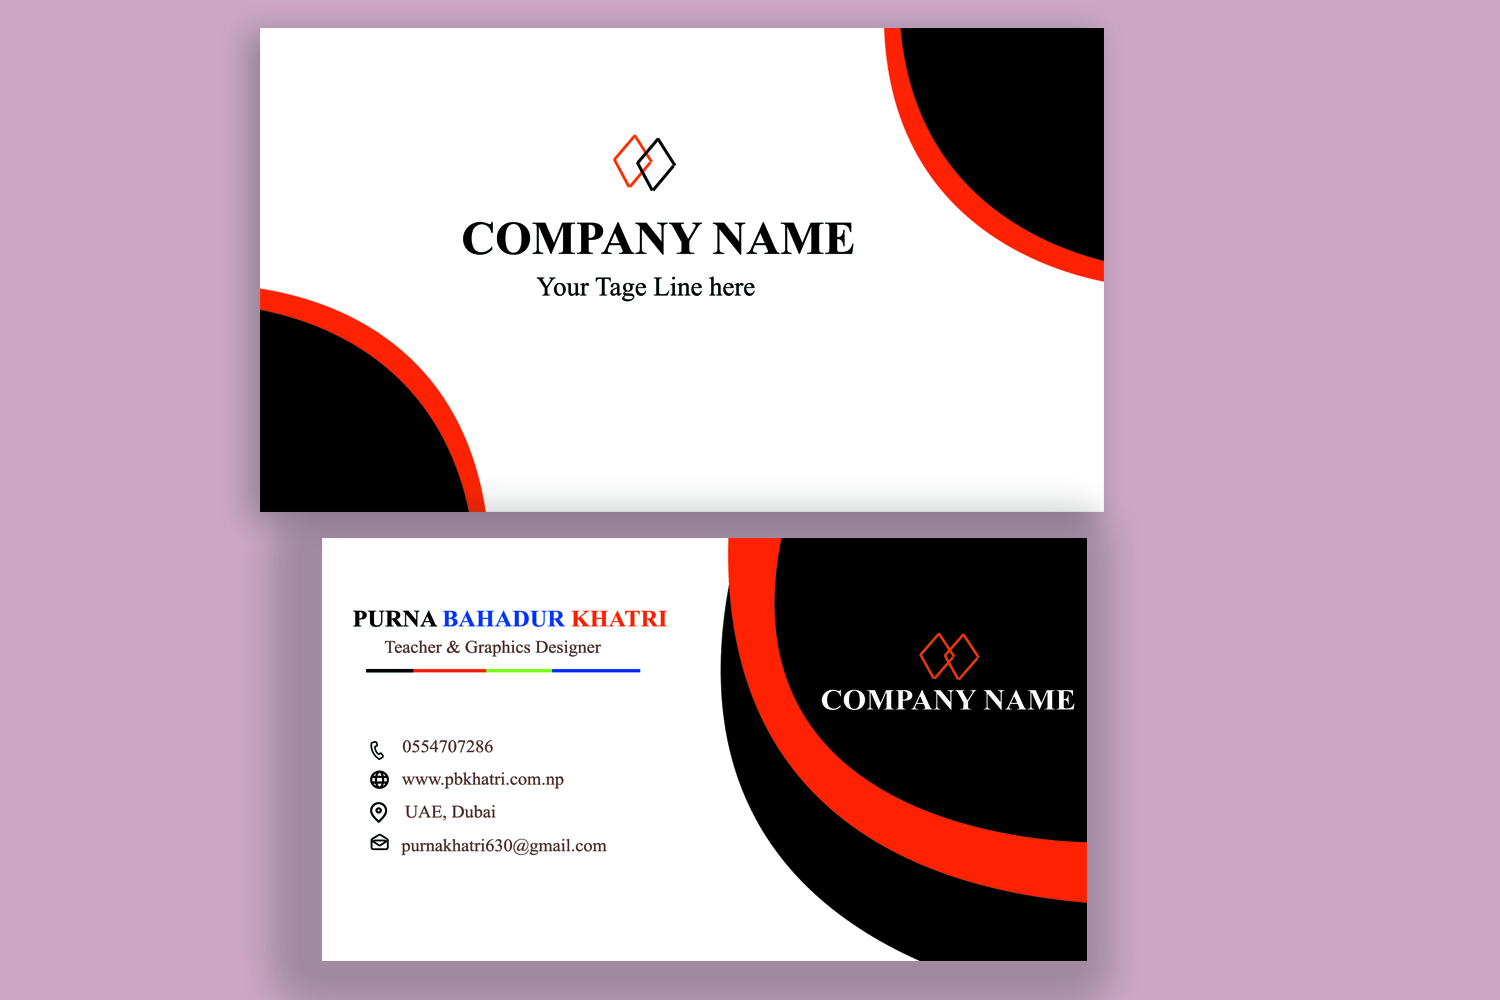 COMPANY NAME
Your Tage Line here
PURNA BAHADUR KHATRI
Teacher & Graphics Designer
0554707286
www.pbkhatri.com.np
UAE, Dubai
purnakhatri630@gmail.com
COMPANY NAME